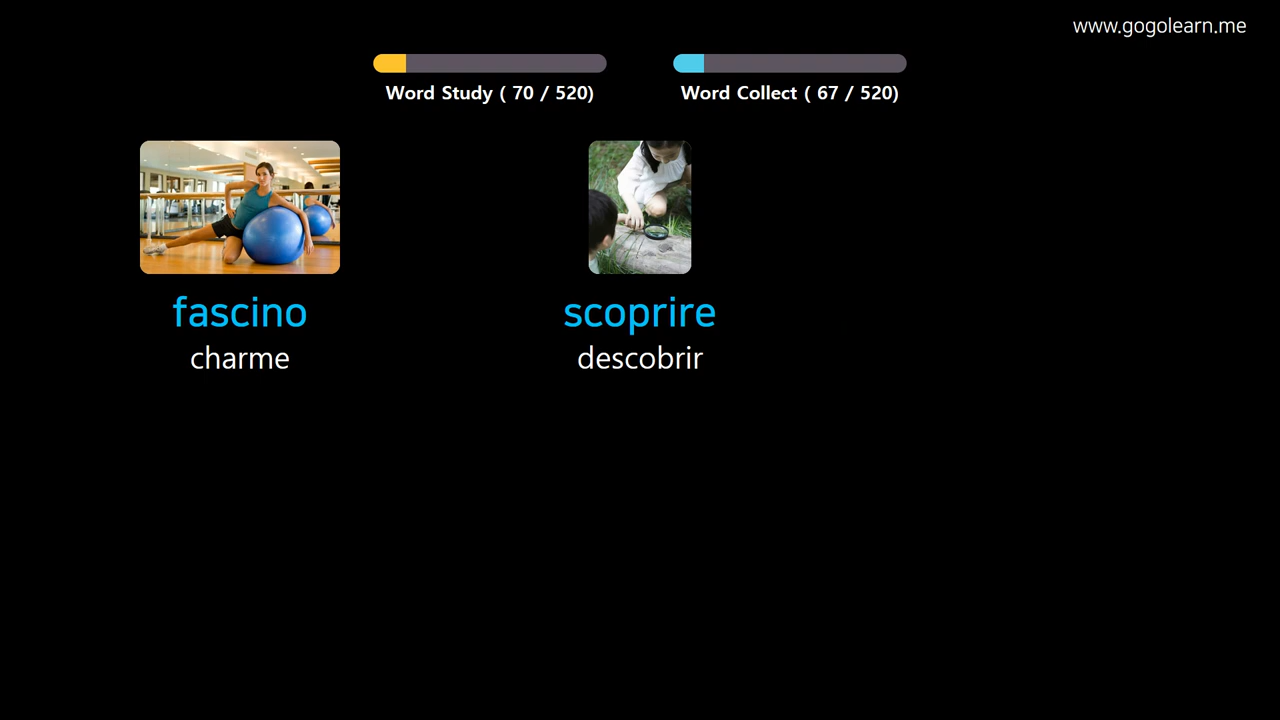 www.gogolearn.me
Word Study ( 70 / 520)
Word Collect ( 67 / 520)
fascino
charme
scoprire
descobrir